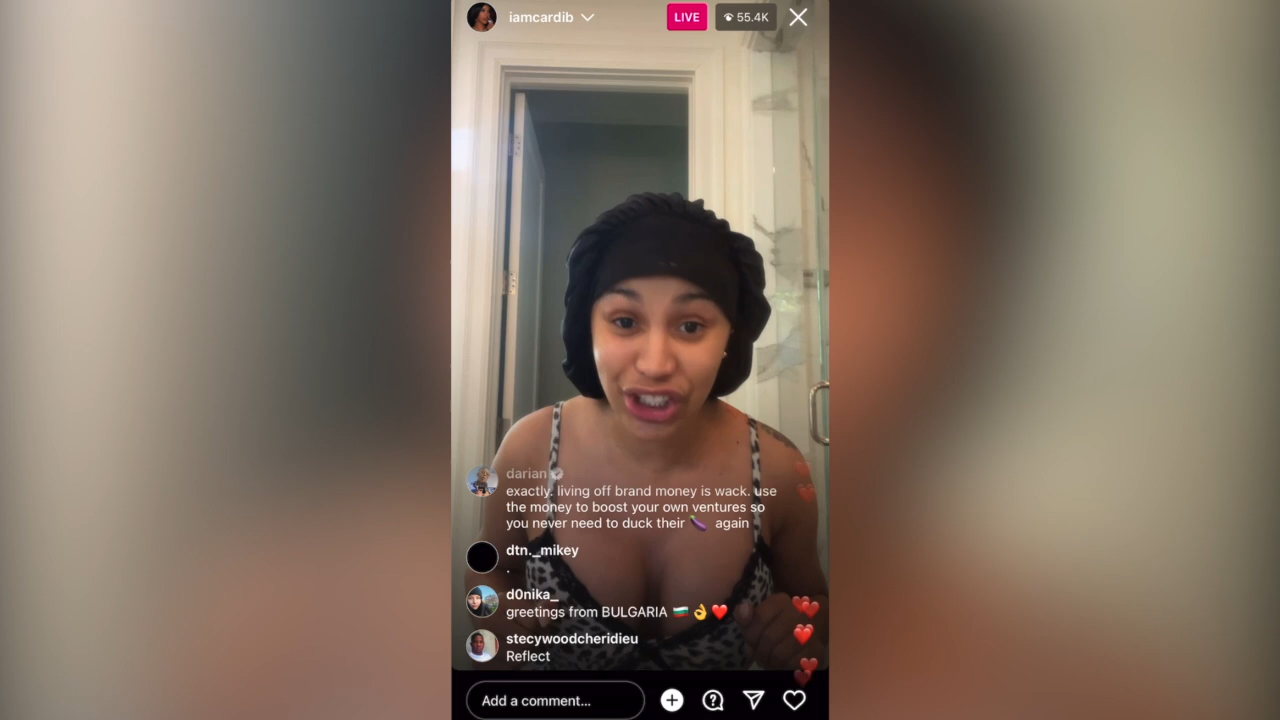 iamcardib
LIVE
55.4K
darian
exactly. living off brand money is wack. use
the money to boost your own ventures so
you never need to duck their 🍆 again
dtn._mikey
.
d0nika_
greetings from BULGARIA 🇧🇬 👌 ❤️
stecywoodcheridieu
Reflect
Add a comment...